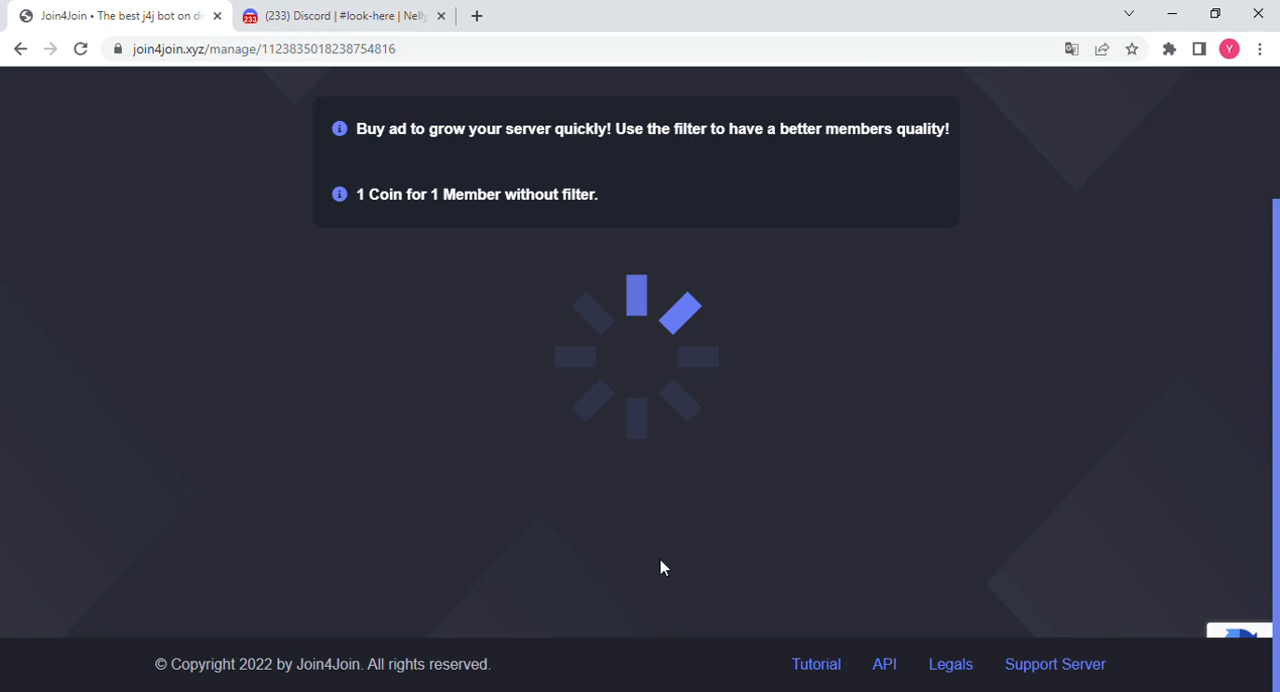 Join4Join • The best j4j bot on di
(233) Discord | #look-here | Nelly
join4join.xyz/manage/1123835018238754816
Y
Buy ad to grow your server quickly! Use the filter to have a better members quality!
1 Coin for 1 Member without filter.
© Copyright 2022 by Join4Join. All rights reserved.
Tutorial
API
Legals
Support Server